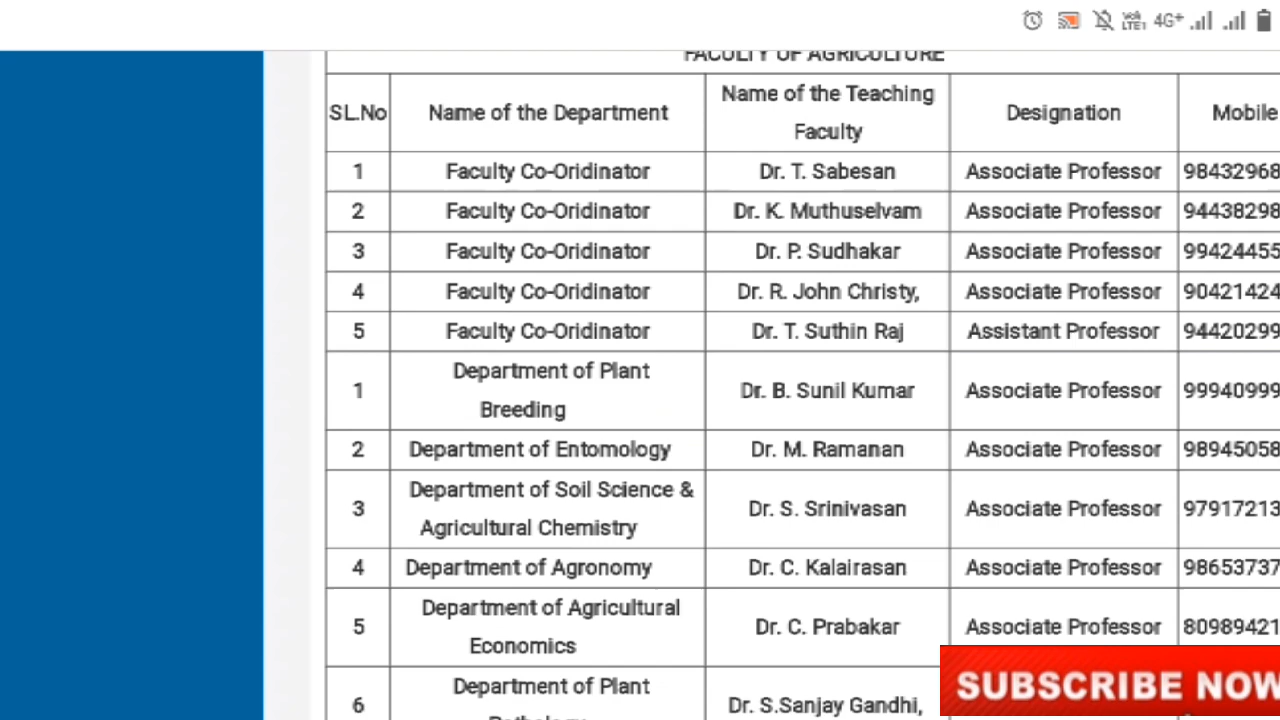 4G+
FACULTY OF AGRICULTURE
SL.No Name of the Department Name of the Teaching Faculty Designation Mobile
1 Faculty Co-Oridinator Dr. T. Sabesan Associate Professor 98432968
2 Faculty Co-Oridinator Dr. K. Muthuselvam Associate Professor 94438298
3 Faculty Co-Oridinator Dr. P. Sudhakar Associate Professor 99424455
4 Faculty Co-Oridinator Dr. R. John Christy, Associate Professor 90421424
5 Faculty Co-Oridinator Dr. T. Suthin Raj Assistant Professor 94420299
1 Department of Plant Breeding Dr. B. Sunil Kumar Associate Professor 99940999
2 Department of Entomology Dr. M. Ramanan Associate Professor 98945058
3 Department of Soil Science & Agricultural Chemistry Dr. S. Srinivasan Associate Professor 97917213
4 Department of Agronomy Dr. C. Kalairasan Associate Professor 98653737
5 Department of Agricultural Economics Dr. C. Prabakar Associate Professor 80989421
6 Department of Plant Pathology Dr. S.Sanjay Gandhi,
SUBSCRIBE NOW